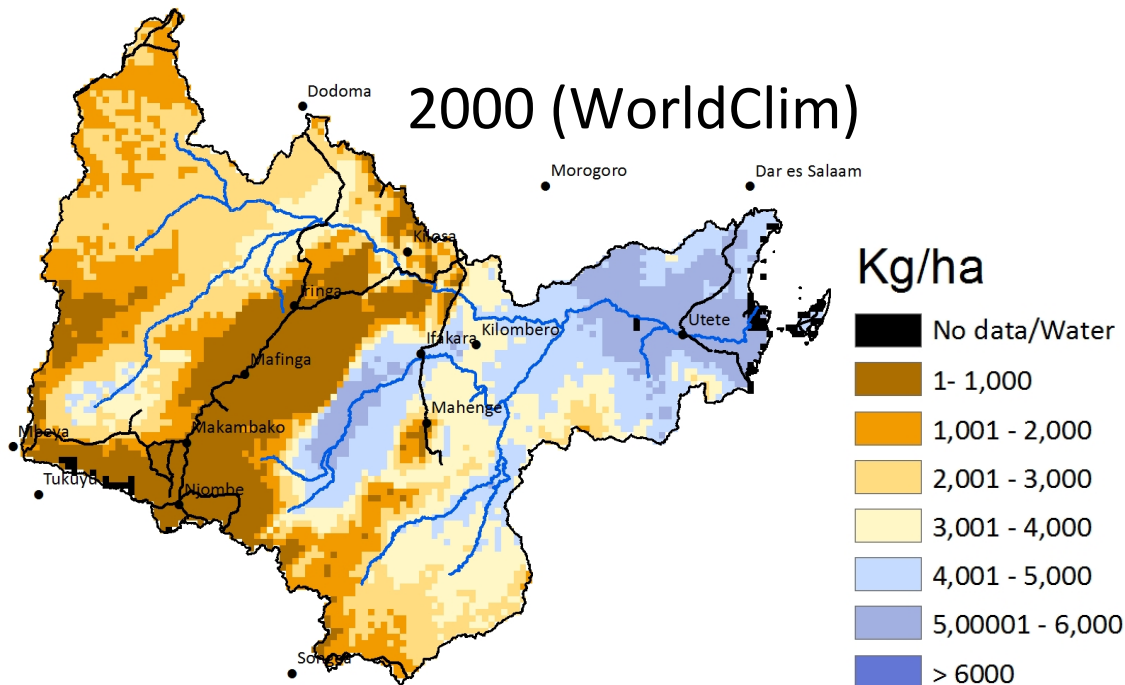 Dodoma
2000 (WorldClim)
Morogoro
Dar es Salaam
Kilosa
Kg/ha
Iringa
No data/Water
Utete
Kilombero
Ifakara
Mafinga
1- 1,000
Mahenge
1,001 - 2,000
Makambako
Mbeya
2,001 - 3,000
Tukuyu
Njombe
3,001 - 4,000
4,001 - 5,000
5,00001 - 6,000
Songea
> 6000